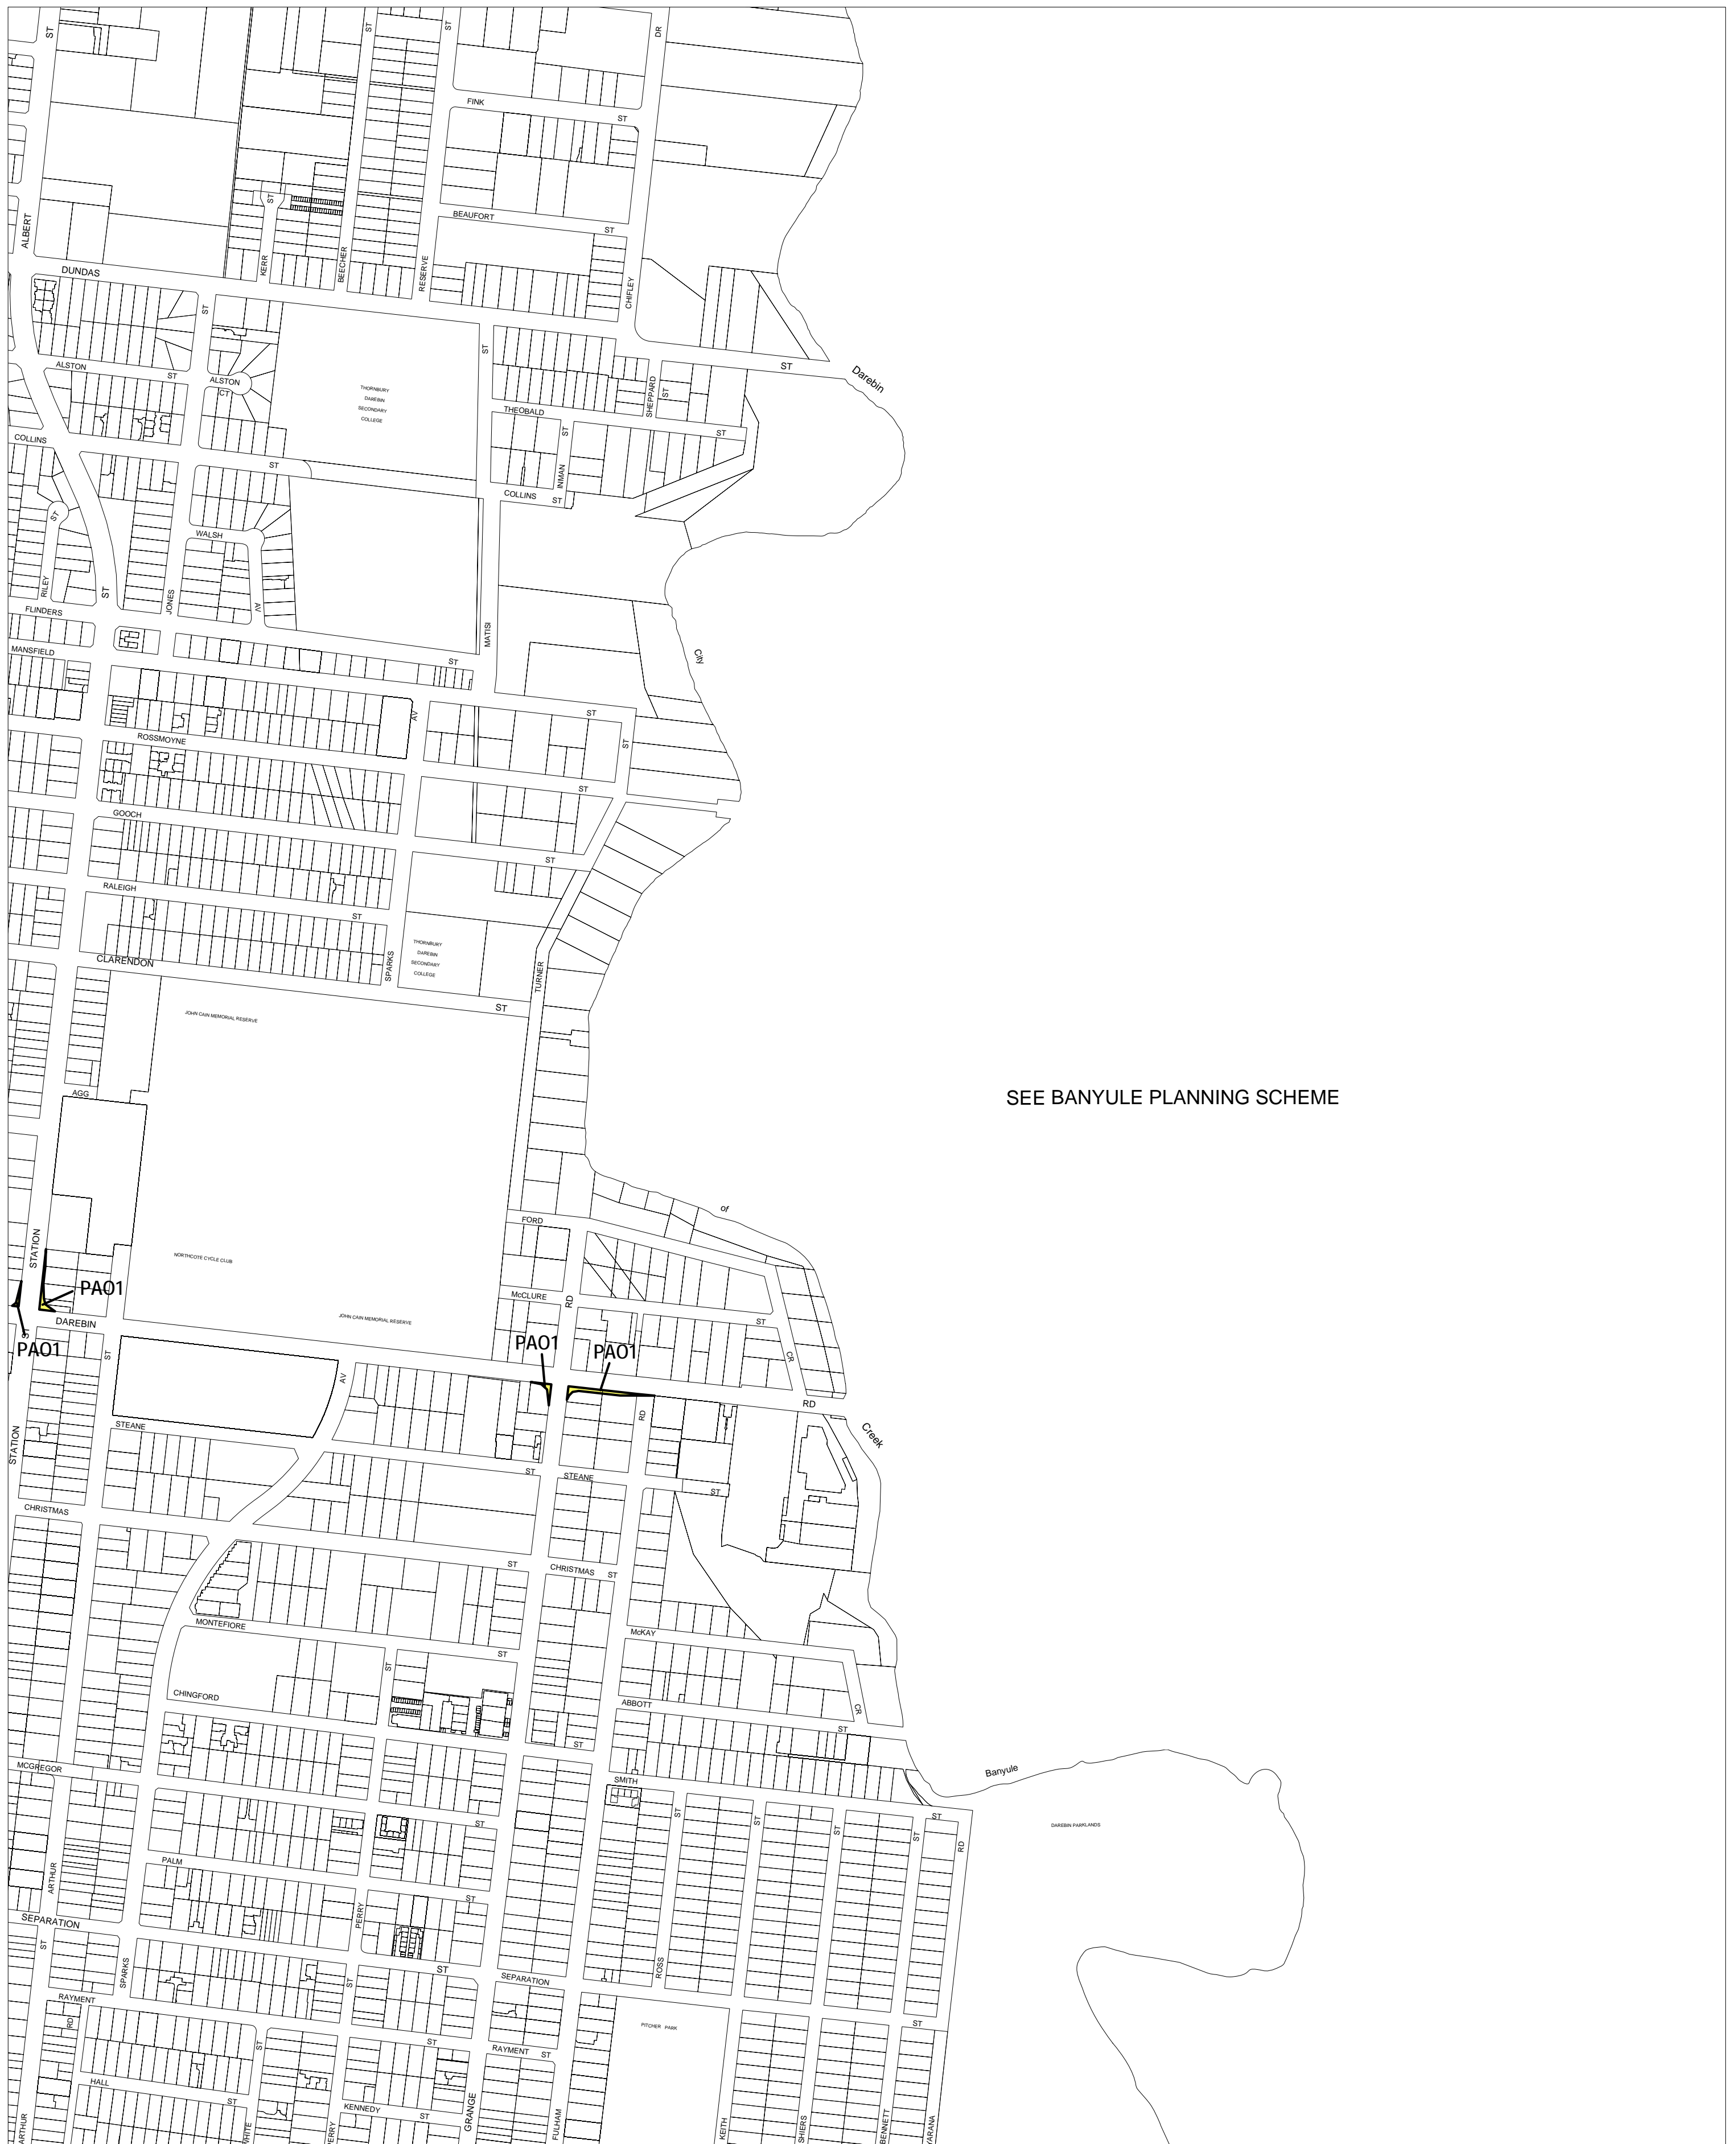 ST
ST
ST
DR
FINK
ST
ALBERT
ST
KERR
BEECHER
RESERVE
BEAUFORT
ST
CHIFLEY
DUNDAS
ST
ST
ST
Darebin
ALSTON
ST
ALSTON
CT
THORNBURY
DAREBIN
SECONDARY
COLLEGE
SHEPPARD
ST
THEOBALD
ST
ST
INMAN
COLLINS
ST
COLLINS ST
ST
WALSH
RILEY
ST
JONES
AV
FLINDERS
MATISI
MANSFIELD
ST
City
AV
ST
ST
ROSSMOYNE
ST
GOOCH
ST
RALEIGH
ST
THORNBURY
DAREBIN
SECONDARY
COLLEGE
SPARKS
CLARENDON
TURNER
ST
JOHN CAIN MEMORIAL RESERVE
AGG
SEE BANYULE PLANNING SCHEME
of
FORD
STATION
NORTHCOTE CYCLE CLUB
PAO1
McCLURE
RD
JOHN CAIN MEMORIAL RESERVE
DAREBIN
ST
ST
PAO1
ST
PAO1
PAO1
CR
AV
RD
RD
STEANE
STATION
Creek
ST
STEANE
ST
CHRISTMAS
ST
CHRISTMAS ST
MONTEFIORE
McKAY
ST
ST
CHINGFORD
ABBOTT
CR
ST
ST
MCGREGOR
Banyule
SMITH
ST
ST
ST
ST
ST
ST
RD
DAREBIN PARKLANDS
PALM
ARTHUR
ST
PERRY
SEPARATION
ST
SPARKS
ROSS
ST
ST
SEPARATION
RAYMENT
RD
ST
PITCHER PARK
ST
ST
RAYMENT ST
HALL
ST
KENNEDY
ST
GRANGE
FULHAM
KEITH
SHIERS
BENNETT
YARANA
ARTHUR